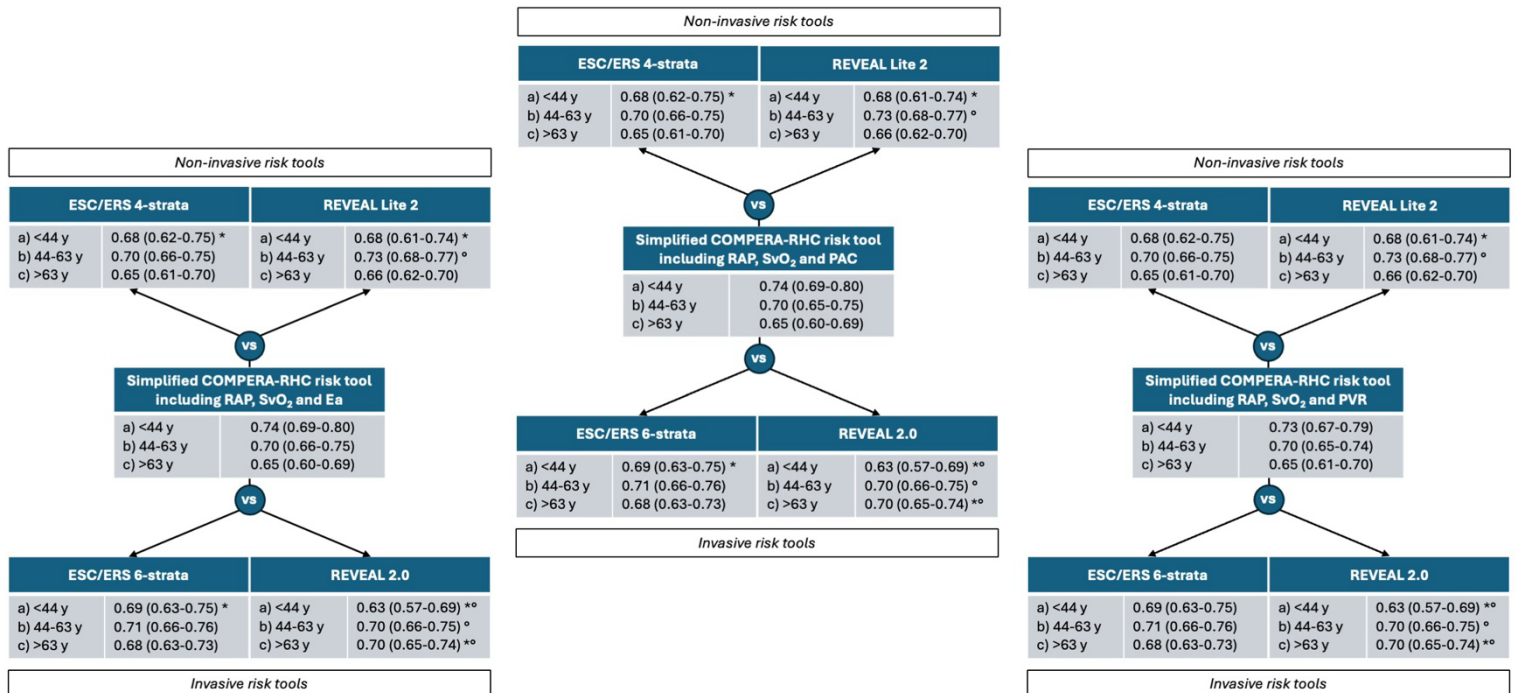 Non-invasive risk tools
ESC/ERS 4-strata REVEAL Lite 2
a) <44 y 0.68 (0.62-0.75) * a) <44 y 0.68 (0.61-0.74) *
b) 44-63 y 0.70 (0.66-0.75) b) 44-63 y 0.73 (0.68-0.77) °
c) >63 y 0.65 (0.61-0.70) c) >63 y 0.66 (0.62-0.70)
vs
Simplified COMPERA-RHC risk tool
including RAP, SvO₂ and Ea
a) <44 y 0.74 (0.69-0.80)
b) 44-63 y 0.70 (0.66-0.75)
c) >63 y 0.65 (0.60-0.69)
vs
ESC/ERS 6-strata REVEAL 2.0
a) <44 y 0.69 (0.63-0.75) * a) <44 y 0.63 (0.57-0.69) *°
b) 44-63 y 0.71 (0.66-0.76) b) 44-63 y 0.70 (0.66-0.75) °
c) >63 y 0.68 (0.63-0.73) c) >63 y 0.70 (0.65-0.74) *°
Invasive risk tools
Non-invasive risk tools
ESC/ERS 4-strata REVEAL Lite 2
a) <44 y 0.68 (0.62-0.75) * a) <44 y 0.68 (0.61-0.74) *
b) 44-63 y 0.70 (0.66-0.75) b) 44-63 y 0.73 (0.68-0.77) °
c) >63 y 0.65 (0.61-0.70) c) >63 y 0.66 (0.62-0.70)
vs
Simplified COMPERA-RHC risk tool
including RAP, SvO₂ and PAC
a) <44 y 0.74 (0.69-0.80)
b) 44-63 y 0.70 (0.65-0.75)
c) >63 y 0.65 (0.60-0.69)
vs
ESC/ERS 6-strata REVEAL 2.0
a) <44 y 0.69 (0.63-0.75) * a) <44 y 0.63 (0.57-0.69) *°
b) 44-63 y 0.71 (0.66-0.76) b) 44-63 y 0.70 (0.66-0.75) °
c) >63 y 0.68 (0.63-0.73) c) >63 y 0.70 (0.65-0.74) *°
Invasive risk tools
Non-invasive risk tools
ESC/ERS 4-strata REVEAL Lite 2
a) <44 y 0.68 (0.62-0.75) a) <44 y 0.68 (0.61-0.74) *
b) 44-63 y 0.70 (0.66-0.75) b) 44-63 y 0.73 (0.68-0.77) °
c) >63 y 0.65 (0.61-0.70) c) >63 y 0.66 (0.62-0.70)
vs
Simplified COMPERA-RHC risk tool
including RAP, SvO₂ and PVR
a) <44 y 0.73 (0.67-0.79)
b) 44-63 y 0.70 (0.65-0.74)
c) >63 y 0.65 (0.61-0.70)
vs
ESC/ERS 6-strata REVEAL 2.0
a) <44 y 0.69 (0.63-0.75) a) <44 y 0.63 (0.57-0.69) *°
b) 44-63 y 0.71 (0.66-0.76) b) 44-63 y 0.70 (0.66-0.75) °
c) >63 y 0.68 (0.63-0.73) c) >63 y 0.70 (0.65-0.74) *°
Invasive risk tools